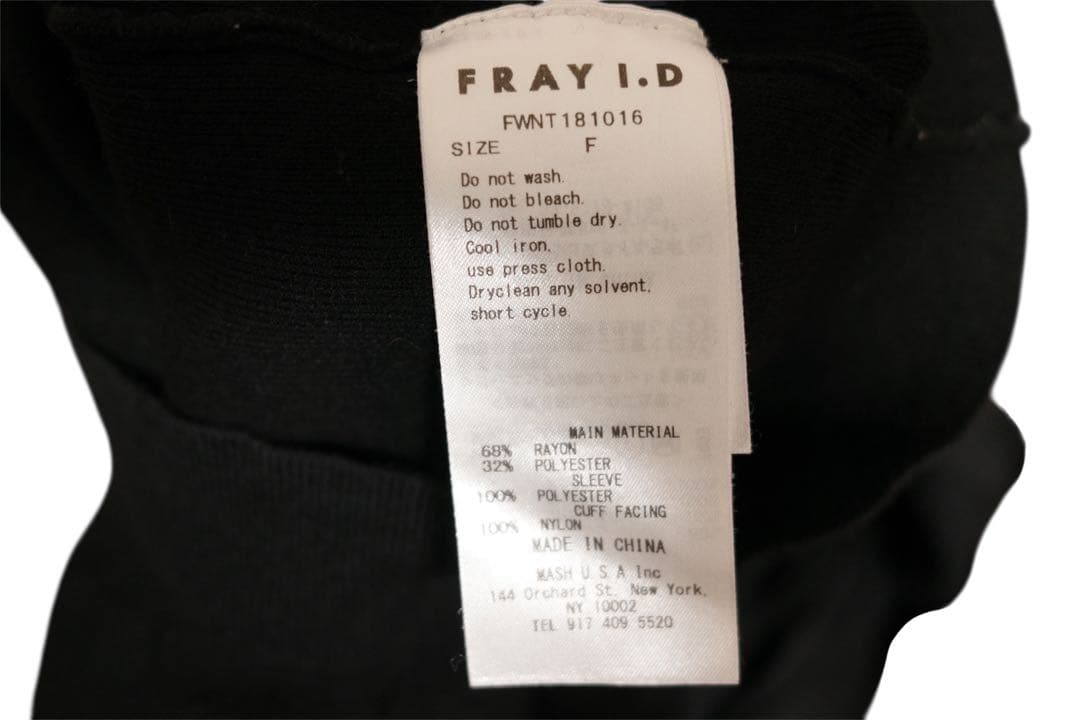 FRAY I.D
FWNT181016
SIZE F
Do not wash.
Do not bleach.
Do not tumble dry.
Cool iron,
use press cloth.
Dryclean any solvent,
short cycle.
MAIN MATERIAL
68% RAYON
32% POLYESTER
SLEEVE
100% POLYESTER
CUFF FACING
100% NYLON
MADE IN CHINA
MASH U S A Inc
144 Orchard St. New York,
NY 10002
TEL 917 409 5520